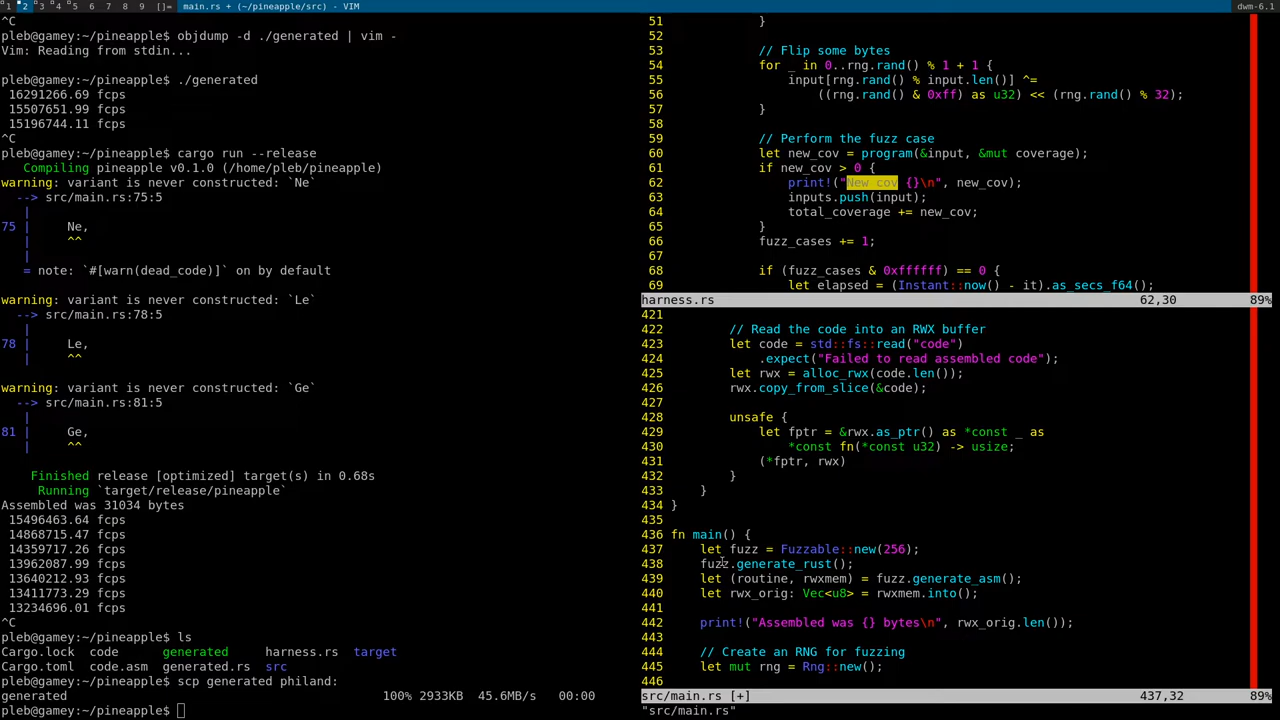 1 2 3 4 5 6 7 8 9 []= main.rs + (~/pineapple/src) - VIM dwm-6.1
^C
pleb@gamey:~/pineapple$ objdump -d ./generated | vim -
Vim: Reading from stdin...
pleb@gamey:~/pineapple$ ./generated
16291266.69 fcps
15507651.99 fcps
15196744.11 fcps
^C
pleb@gamey:~/pineapple$ cargo run --release
Compiling pineapple v0.1.0 (/home/pleb/pineapple)
warning: variant is never constructed: `Ne`
--> src/main.rs:75:5
|
75 | Ne,
| ^^
|
= note: `#[warn(dead_code)]` on by default
warning: variant is never constructed: `Le`
--> src/main.rs:78:5
|
78 | Le,
| ^^
warning: variant is never constructed: `Ge`
--> src/main.rs:81:5
|
81 | Ge,
| ^^
Finished release [optimized] target(s) in 0.68s
Running `target/release/pineapple`
Assembled was 31034 bytes
15496463.64 fcps
14868715.47 fcps
14359717.26 fcps
13962087.99 fcps
13640212.93 fcps
13411773.29 fcps
13234696.01 fcps
^C
pleb@gamey:~/pineapple$ ls
Cargo.lock code generated harness.rs target
Cargo.toml code.asm generated.rs src
pleb@gamey:~/pineapple$ scp generated philand:
generated 100% 2933KB 45.6MB/s 00:00
pleb@gamey:~/pineapple$
51 }
52
53 // Flip some bytes
54 for _ in 0..rng.rand() % 1 + 1 {
55 input[rng.rand() % input.len()] ^=
56 ((rng.rand() & 0xff) as u32) << (rng.rand() % 32);
57 }
58
59 // Perform the fuzz case
60 let new_cov = program(&input, &mut coverage);
61 if new_cov > 0 {
62 print!("New cov {}\n", new_cov);
63 inputs.push(input);
64 total_coverage += new_cov;
65 }
66 fuzz_cases += 1;
67
68 if (fuzz_cases & 0xffffff) == 0 {
69 let elapsed = (Instant::now() - it).as_secs_f64();
harness.rs 62,30 89%
421
422 // Read the code into an RWX buffer
423 let code = std::fs::read("code")
424 .expect("Failed to read assembled code");
425 let rwx = alloc_rwx(code.len());
426 rwx.copy_from_slice(&code);
427
428 unsafe {
429 let fptr = &rwx.as_ptr() as *const _ as
430 *const fn(*const u32) -> usize;
431 (*fptr, rwx)
432 }
433 }
434 }
435
436 fn main() {
437 let fuzz = Fuzzable::new(256);
438 fuzz.generate_rust();
439 let (routine, rwxmem) = fuzz.generate_asm();
440 let rwx_orig: Vec<u8> = rwxmem.into();
441
442 print!("Assembled was {} bytes\n", rwx_orig.len());
443
444 // Create an RNG for fuzzing
445 let mut rng = Rng::new();
446
src/main.rs [+] 437,32 89%
"src/main.rs"